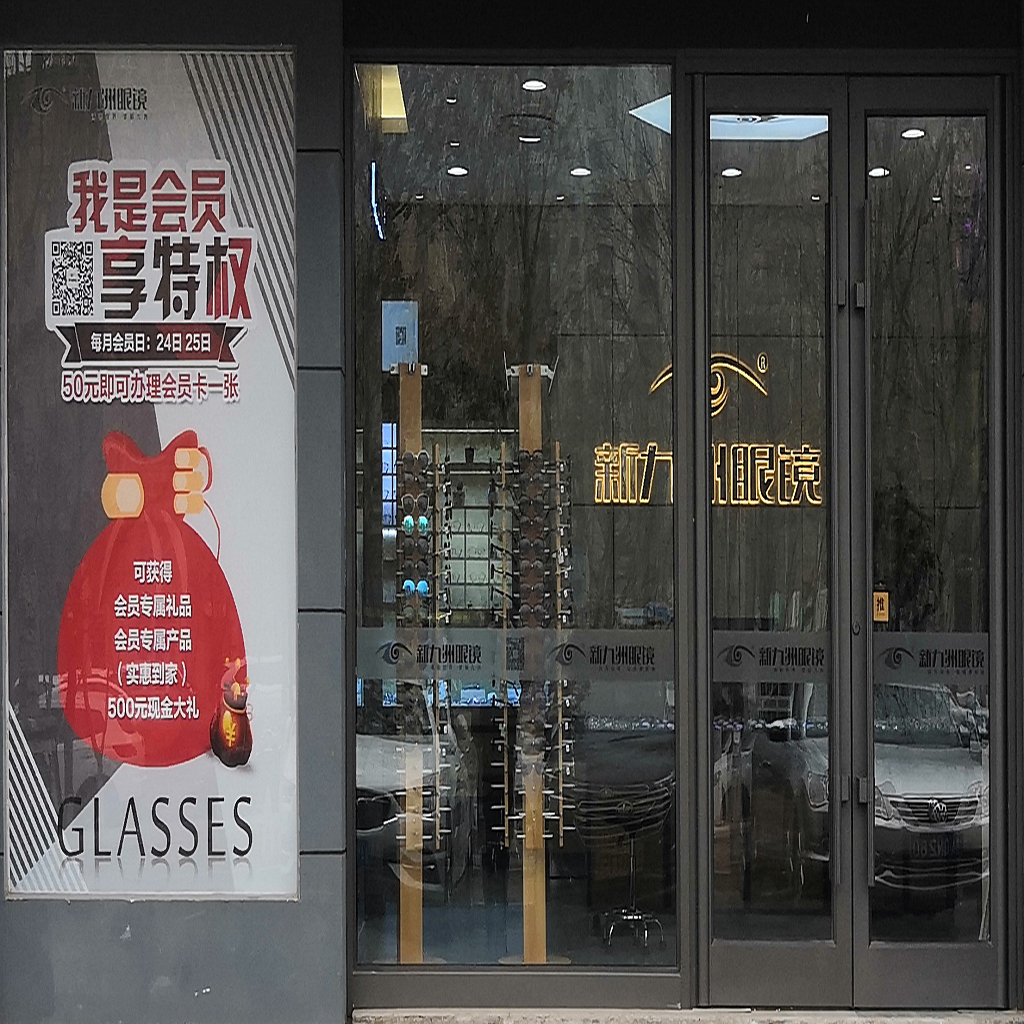 新九洲眼镜
我是会员
享特权
每月会员日：24日 25日
50元即可办理会员卡一张
可获得
会员专属礼品
会员专属产品
（实惠到家）
500元现金大礼
GLASSES
®
新九洲眼镜
推
新九洲眼镜
新九洲眼镜
新九洲眼镜
新九洲眼镜